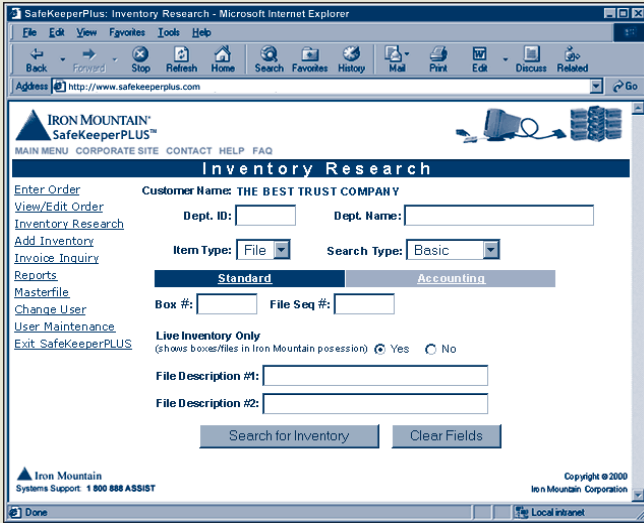 SafeKeeperPlus: Inventory Research - Microsoft Internet Explorer
File Edit View Favorites Tools Help
Back Forward Stop Refresh Home Search Favorites History Mail Print Edit Discuss Related
Address http://www.safekeeperplus.com Go
IRON MOUNTAIN®
SafeKeeperPLUS™
MAIN MENU CORPORATE SITE CONTACT HELP FAQ
Inventory Research
Enter Order
View/Edit Order
Inventory Research
Add Inventory
Invoice Inquiry
Reports
Masterfile
Change User
User Maintenance
Exit SafeKeeperPLUS
Customer Name: THE BEST TRUST COMPANY
Dept. ID: Dept. Name:
Item Type: File Search Type: Basic
Standard Accounting
Box #: File Seq #:
Live Inventory Only
(shows boxes/files in Iron Mountain posession) Yes No
File Description #1:
File Description #2:
Search for Inventory Clear Fields
Iron Mountain
Systems Support: 1 800 888 ASSIST
Copyright @ 2000
Iron Mountain Corporation
Done Local intranet